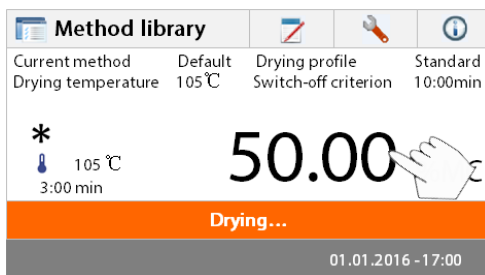 Method library
Current method Default Drying profile Standard
Drying temperature 105℃ Switch-off criterion 10:00min
*
105 ℃ 50.00
3:00 min
Drying...
01.01.2016 -17:00